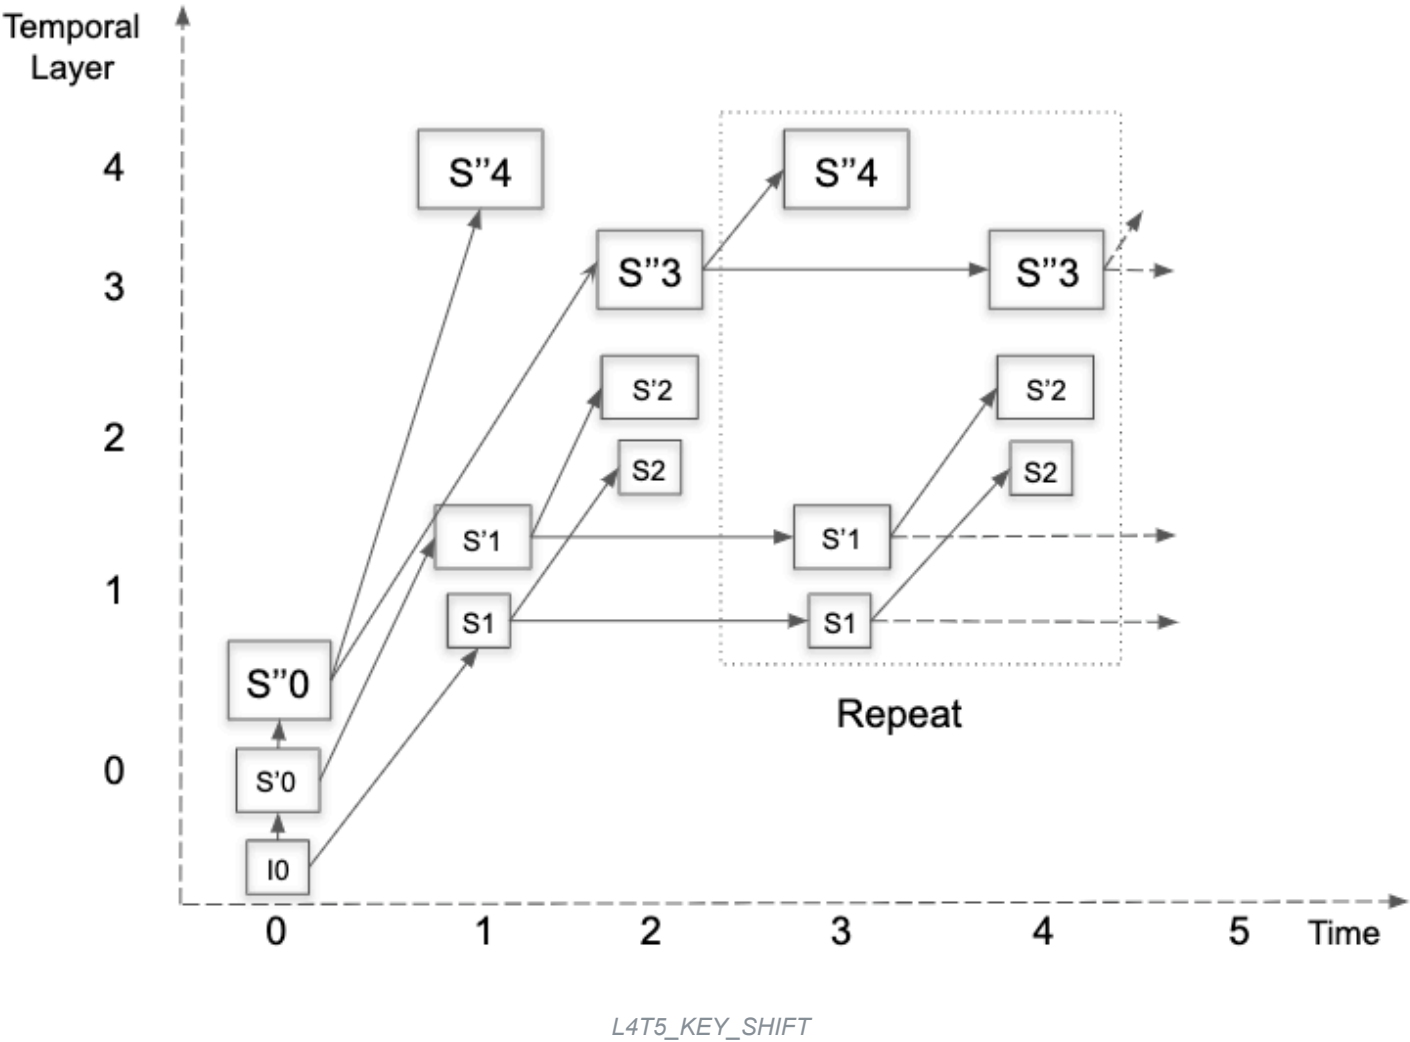 Temporal
Layer
4
S”4
S”4
3
S”3
S”3
S’2
S’2
2
S2
S2
S’1
S’1
1
S1
S1
S”0
Repeat
0
S’0
I0
0 1 2 3 4 5 Time
L4T5_KEY_SHIFT